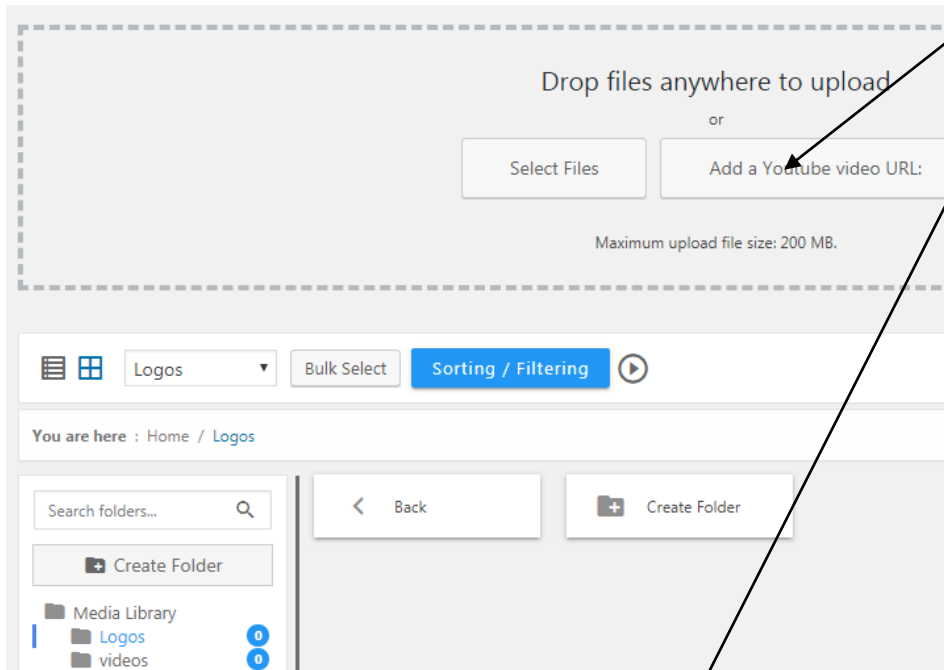 Drop files anywhere to upload
or
Select Files
Add a Youtube video URL:
Maximum upload file size: 200 MB.
Logos
Bulk Select
Sorting / Filtering
You are here : Home / Logos
Search folders...
Back
Create Folder
Create Folder
Media Library
Logos 0
videos 0